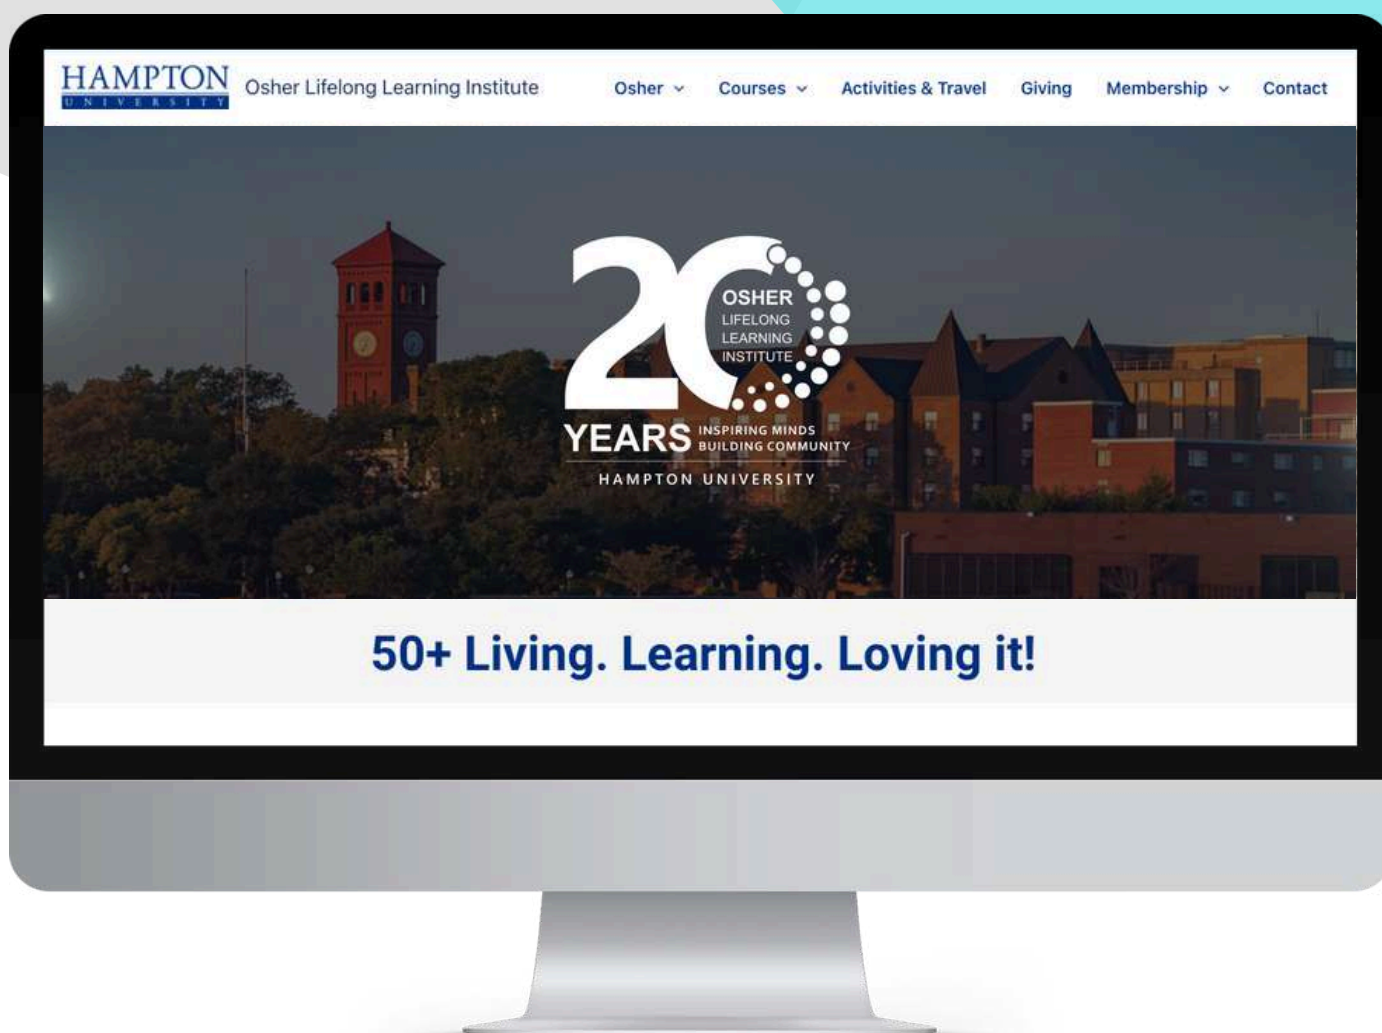 HAMPTON
UNIVERSITY
Osher Lifelong Learning Institute
Osher
Courses
Activities & Travel
Giving
Membership
Contact
20
OSHER
LIFELONG
LEARNING
INSTITUTE
YEARS
INSPIRING MINDS
BUILDING COMMUNITY
HAMPTON UNIVERSITY
50+ Living. Learning. Loving it!